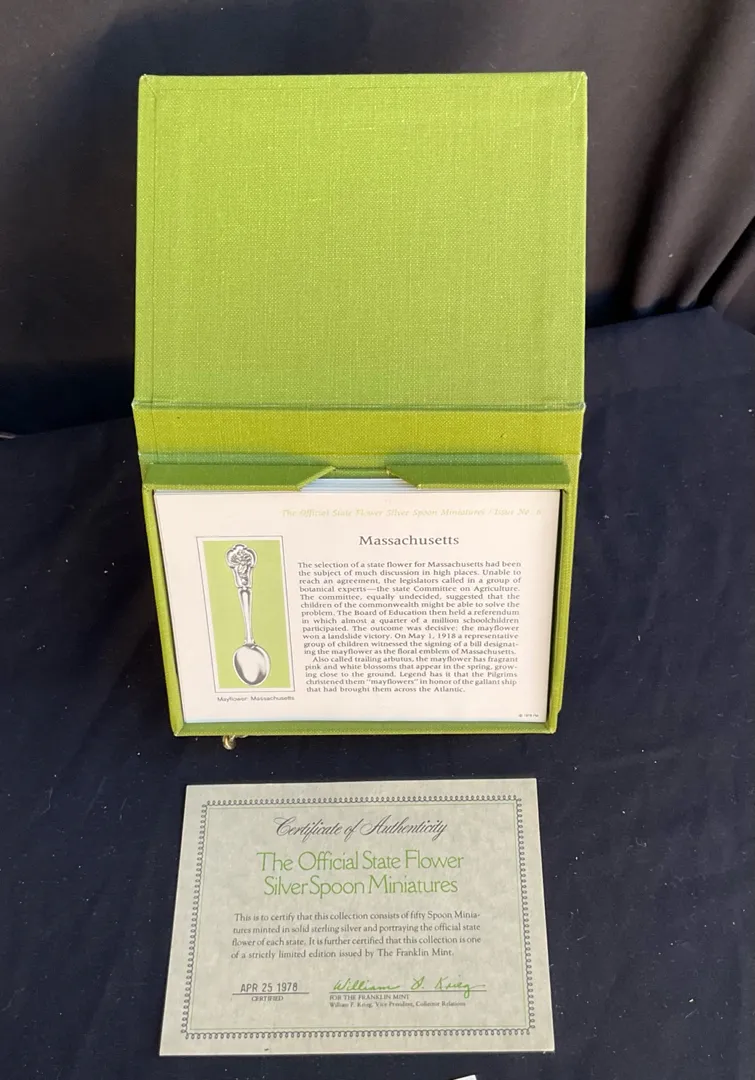 The Official State Flower Silver Spoon Miniatures / Issue No. 6
Massachusetts
The selection of a state flower for Massachusetts had been
the subject of much discussion in high places. Unable to
reach an agreement, the legislators called in a group of
botanical experts—the state Committee on Agriculture.
The committee, equally undecided, suggested that the
children of the commonwealth might be able to solve the
problem. The Board of Education then held a referendum
in which almost a quarter of a million schoolchildren
participated. The outcome was decisive: the mayflower
won a landslide victory. On May 1, 1918 a representative
group of children witnessed the signing of a bill designat-
ing the mayflower as the floral emblem of Massachusetts.
Also called trailing arbutus, the mayflower has fragrant
pink and white blossoms that appear in the spring, grow-
ing close to the ground. Legend has it that the Pilgrims
christened them "mayflowers" in honor of the gallant ship
that had brought them across the Atlantic.
Mayflower: Massachusetts
Certificate of Authenticity
The Official State Flower
Silver Spoon Miniatures
This is to certify that this collection consists of fifty Spoon Minia-
tures minted in solid sterling silver and portraying the official state
flower of each state. It is further certified that this collection is one
of a strictly limited edition issued by The Franklin Mint.
APR 25 1978
CERTIFIED
William F. Krieg
FOR THE FRANKLIN MINT
William F. Krieg, Vice President, Collector Relations